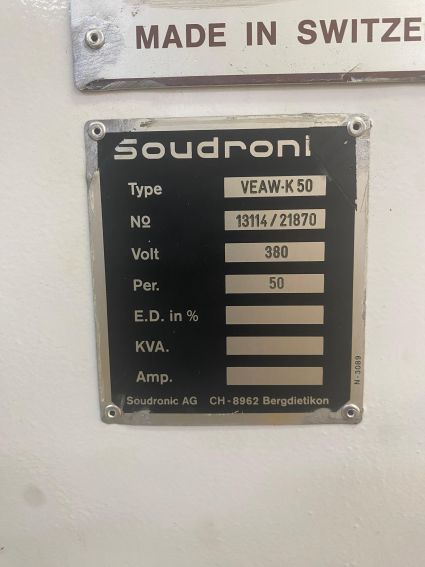 MADE IN SWITZE
Soudroni
Type VEAW-K 50
Nº 13114/21870
Volt 380
Per. 50
E.D. in %
KVA.
Amp.
N-3089
Soudronic AG CH-8962 Bergdietikon